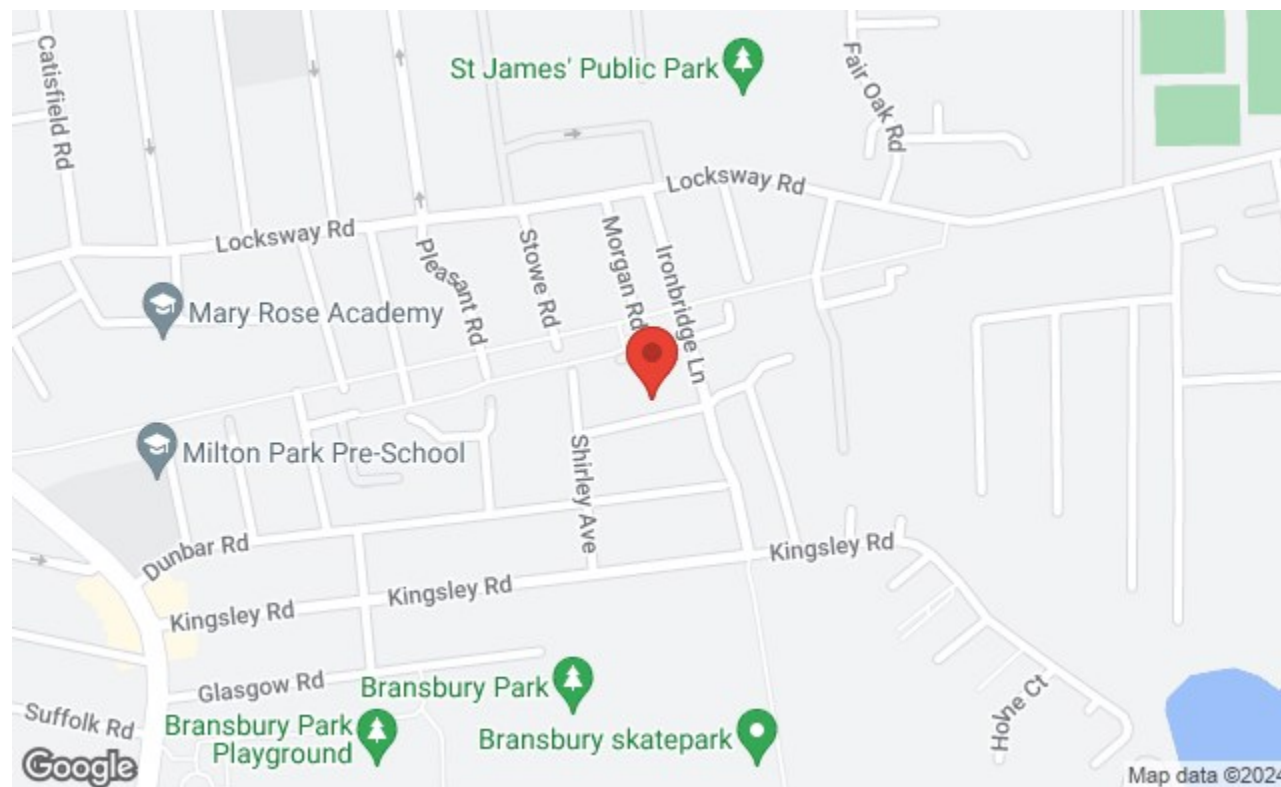 Catisfield Rd
St James' Public Park
Fair Oak Rd
Locksway Rd
Locksway Rd
Pleasant Rd
Stowe Rd
Morgan Rd
Ironbridge Ln
Mary Rose Academy
Milton Park Pre-School
Shirley Ave
Dunbar Rd
Kingsley Rd
Kingsley Rd
Kingsley Rd
Glasgow Rd
Bransbury Park
Suffolk Rd
Bransbury Park
Playground
Bransbury skatepark
Holne Ct
Google
Map data ©2024